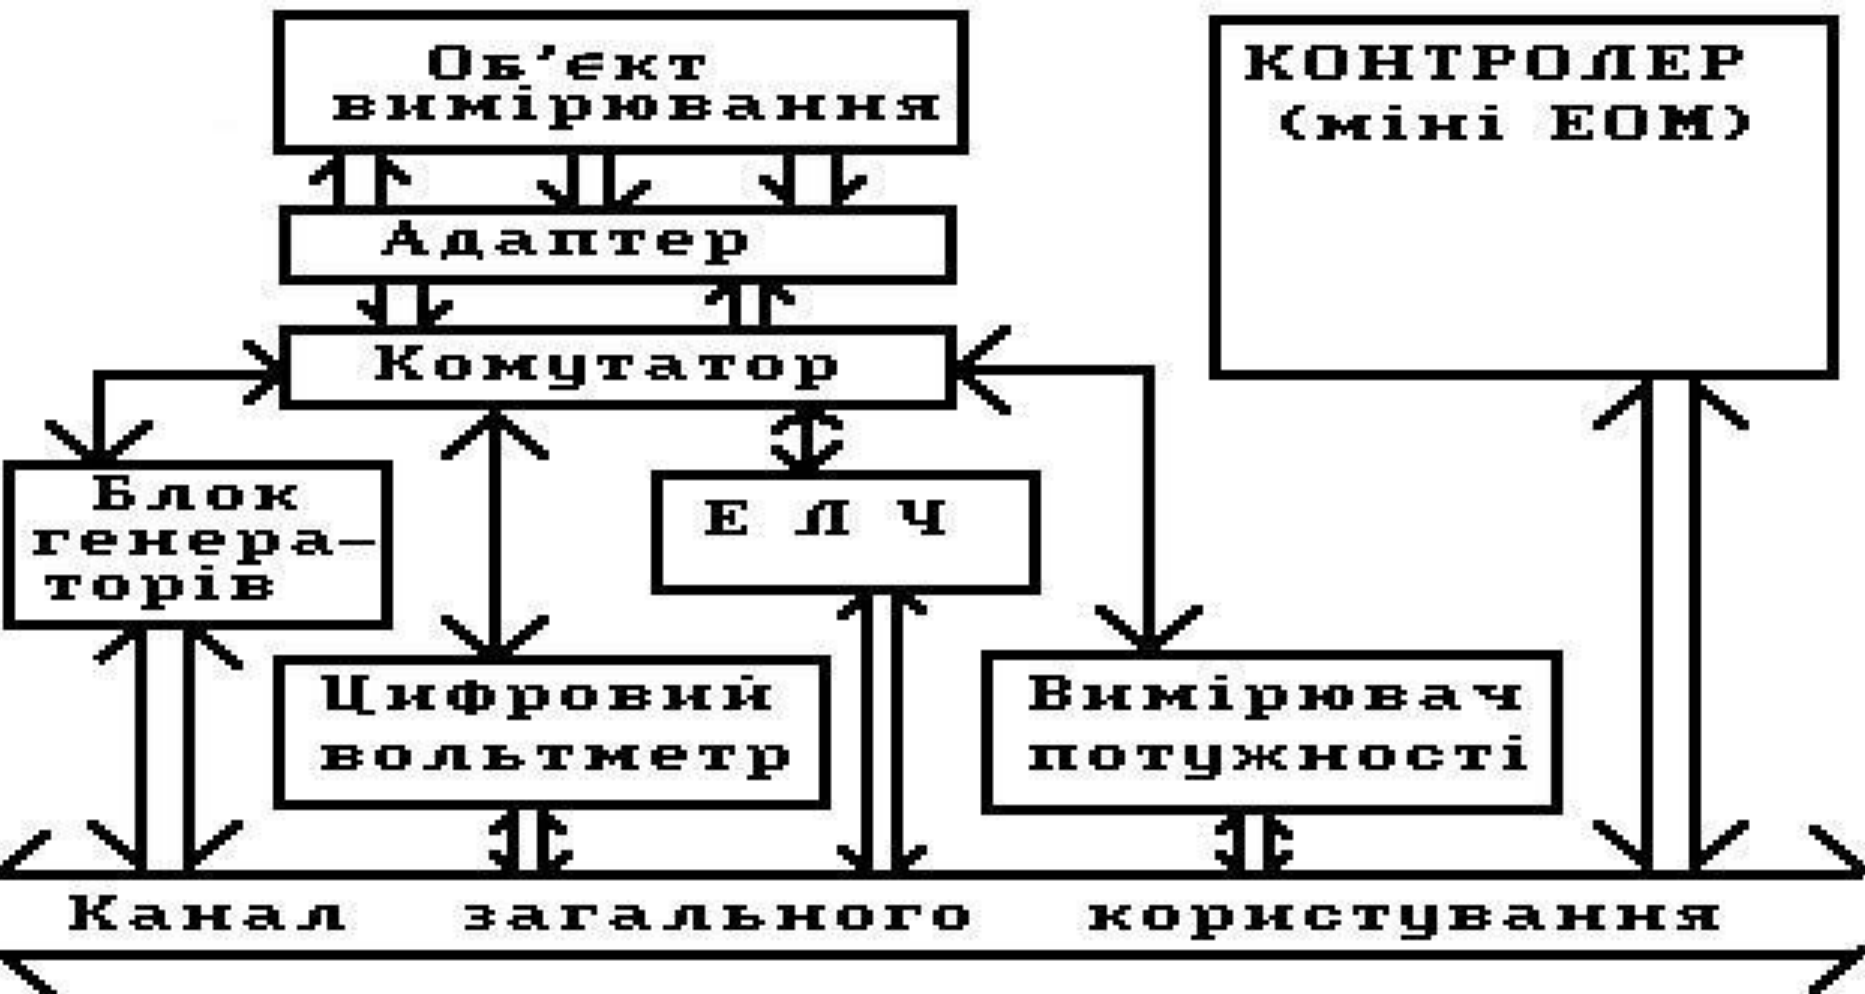 Об'єкт
вимірювання
КОНТРОЛЕР
(міні ЕОМ)
Адаптер
Комутатор
Блок
генера-
торів
Е Л Ч
Цифровий
вольтметр
Вимірювач
потужності
Канал загального користування